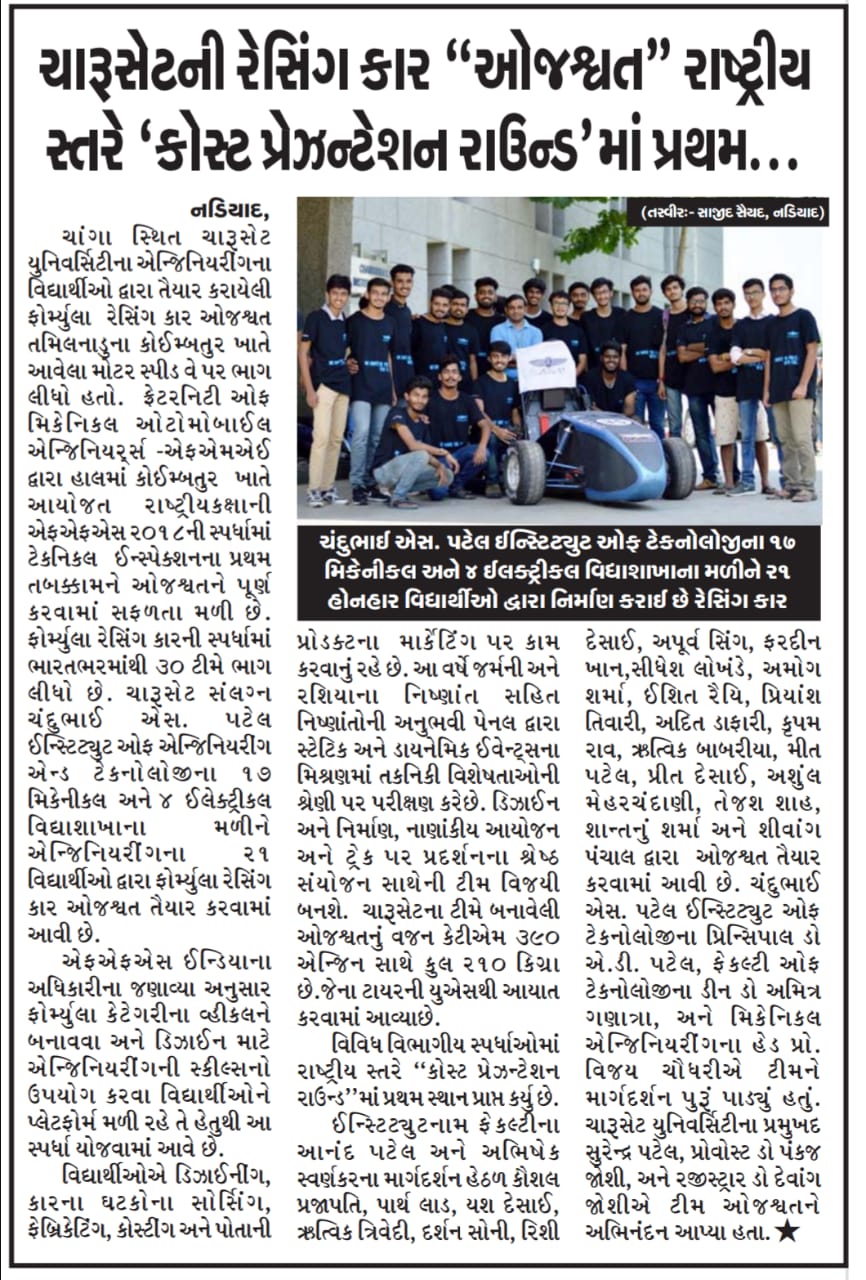 ચારૂસેટની રેસિંગ કાર “ઓજશ્વત” રાષ્ટ્રીય
સ્તરે ‘કોસ્ટ પ્રેઝન્ટેશન રાઉન્ડ’માં પ્રથમ...
નડિયાદ,
ચાંગા સ્થિત ચારૂસેટ
યુનિવર્સિટીના એન્જિનિયરીંગના
વિદ્યાર્થીઓ દ્વારા તૈયાર કરાયેલી
ફોર્મ્યુલા રેસિંગ કાર ઓજશ્વત
તમિલનાડુના કોઈમ્બતુર ખાતે
આવેલા મોટર સ્પીડ વે પર ભાગ
લીધો હતો. ફ્રેટરનિટી ઓફ
મિકેનિકલ ઓટોમોબાઈલ
એન્જિનિયર્સ -એફએમએઈ
દ્વારા હાલમાં કોઈમ્બતુર ખાતે
આયોજત રાષ્ટ્રીયકક્ષાની
એફએફએસ ૨૦૧૮ની સ્પર્ધામાં
ટેકનિકલ ઈન્સ્પેક્શનના પ્રથમ
તબક્કામને ઓજશ્વતને પૂર્ણ
કરવામાં સફળતા મળી છે.
ફોર્મ્યુલા રેસિંગ કારની સ્પર્ધામાં
ભારતભરમાંથી ૩૦ ટીમે ભાગ
લીધો છે. ચારૂસેટ સંલગ્ન
ચંદુભાઈ એસ. પટેલ
ઈન્સ્ટિટ્યુટ ઓફ એન્જિનિયરીંગ
એન્ડ ટેકનોલોજીના ૧૭
મિકેનીકલ અને ૪ ઈલેક્ટ્રીકલ
વિદ્યાશાખાના મળીને
એન્જિનિયરીંગના ૨૧
વિદ્યાર્થીઓ દ્વારા ફોર્મ્યુલા રેસિંગ
કાર ઓજશ્વત તૈયાર કરવામાં
આવી છે.
એફએફએસ ઈન્ડિયાના
અધિકારીના જણાવ્યા અનુસાર
ફોર્મ્યુલા કેટેગરીના વ્હીકલને
બનાવવા અને ડિઝાઈન માટે
એન્જિનિયરીંગની સ્કીલ્સનો
ઉપયોગ કરવા વિદ્યાર્થીઓને
પ્લેટફોર્મ મળી રહે તે હેતુથી આ
સ્પર્ધા યોજવામાં આવે છે.
વિદ્યાર્થીઓએ ડિઝાઈનીંગ,
કારના ઘટકોના સોર્સિંગ,
ફેબ્રિકેટિંગ, કોસ્ટીંગ અને પોતાની
(તસ્વીરઃ- સાજીદ સૈયદ, નડિયાદ)
ચંદુભાઈ એસ. પટેલ ઈન્સ્ટિટ્યુટ ઓફ ટેકનોલોજીના ૧૭
મિકેનીકલ અને ૪ ઈલક્ટ્રીકલ વિદ્યાશાખાના મળીને ૨૧
હોનહાર વિદ્યાર્થીઓ દ્વારા નિર્માણ કરાઈ છે રેસિંગ કાર
પ્રોડક્ટના માર્કેટિંગ પર કામ
કરવાનું રહે છે. આ વર્ષે જર્મની અને
રશિયાના નિષ્ણાંત સહિત
નિષ્ણાંતોની અનુભવી પેનલ દ્વારા
સ્ટેટિક અને ડાયનેમિક ઈવેન્ટ્સના
મિશ્રણમાં તકનિકી વિશેષતાઓની
શ્રેણી પર પરીક્ષણ કરેછે. ડિઝાઈન
અને નિર્માણ, નાણાંકીય આયોજન
અને ટ્રેક પર પ્રદર્શનના શ્રેષ્ઠ
સંયોજન સાથેની ટીમ વિજયી
બનશે. ચારૂસેટના ટીમે બનાવેલી
ઓજશ્વતનું વજન કેટીએમ ૩૯૦
એન્જિન સાથે કુલ ૨૧૦ કિગ્રા
છે.જેના ટાયરની યુએસથી આયાત
કરવામાં આવ્યાછે.
વિવિધ વિભાગીય સ્પર્ધાઓમાં
રાષ્ટ્રીય સ્તરે ‘‘કોસ્ટ પ્રેઝન્ટેશન
રાઉન્ડ’’માં પ્રથમ સ્થાન પ્રાપ્ત કર્યુ છે.
ઈન્સ્ટિટ્યુટનામ ફેકલ્ટીના
આનંદ પટેલ અને અભિષેક
સ્વર્ણકરના માર્ગદર્શન હેઠળ કૌશલ
પ્રજાપતિ, પાર્થ લાડ, યશ દેસાઈ,
ઋત્વિક ત્રિવેદી, દર્શન સોની, રિશી
દેસાઈ, અપૂર્વ સિંગ, ફરદીન
ખાન,સીધેશ લોખંડે, અમોગ
શર્મા, ઈશિત રૈયિ, પ્રિયાંશ
તિવારી, અદિત ડાફારી, કૃપમ
રાવ, ઋત્વિક બાબરીયા, મીત
પટેલ, પ્રીત દેસાઈ, અશુંલ
મેહરચંદાણી, તેજશ શાહ,
શાન્તનું શર્મા અને શીવાંગ
પંચાલ દ્વારા ઓજશ્વત તૈયાર
કરવામાં આવી છે. ચંદુભાઈ
એસ. પટેલ ઈન્સ્ટિટ્યુટ ઓફ
ટેકનોલોજીના પ્રિન્સિપાલ ડો
એ.ડી. પટેલ, ફેકલ્ટી ઓફ
ટેકનોલોજીના ડીન ડો અમિત્ર
ગણાત્રા, અને મિકેનિકલ
એન્જિનિયરીંગના હેડ પ્રો.
વિજય ચૌધરીએ ટીમને
માર્ગદર્શન પુરૂં પાડ્યું હતું.
ચારૂસેટ યુનિવર્સિટીના પ્રમુખદ
સુરેન્દ્ર પટેલ, પ્રોવોસ્ટ ડો પંકજ
જોશી, અને રજીસ્ટ્રાર ડો દેવાંગ
જોશીએ ટીમ ઓજશ્વતને
અભિનંદન આપ્યા હતા.★